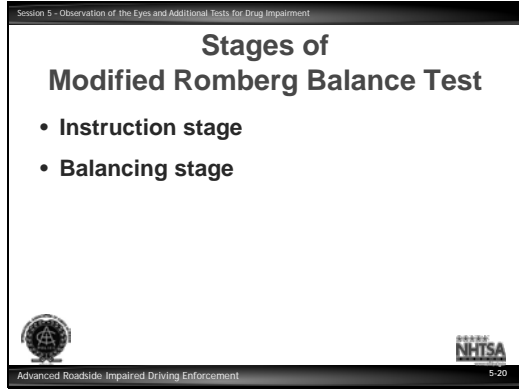 Session 5 - Observation of the Eyes and Additional Tests for Drug Impairment
Stages of
Modified Romberg Balance Test
• Instruction stage
• Balancing stage
NHTSA
Advanced Roadside Impaired Driving Enforcement
5-20